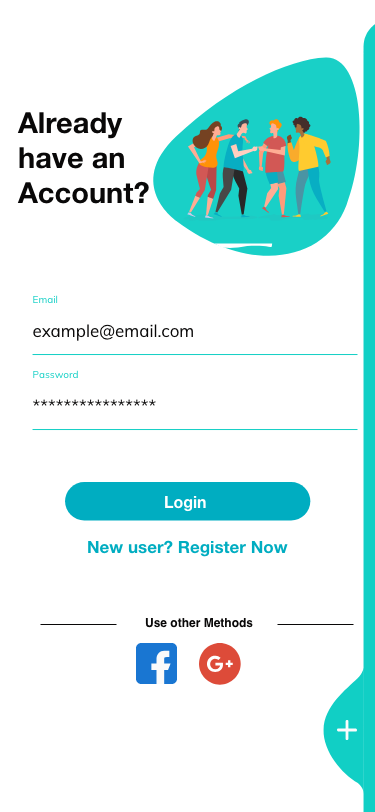 Already
have an
Account?
Email
example@email.com
Password
****************
Login
New user? Register Now
Use other Methods
G+